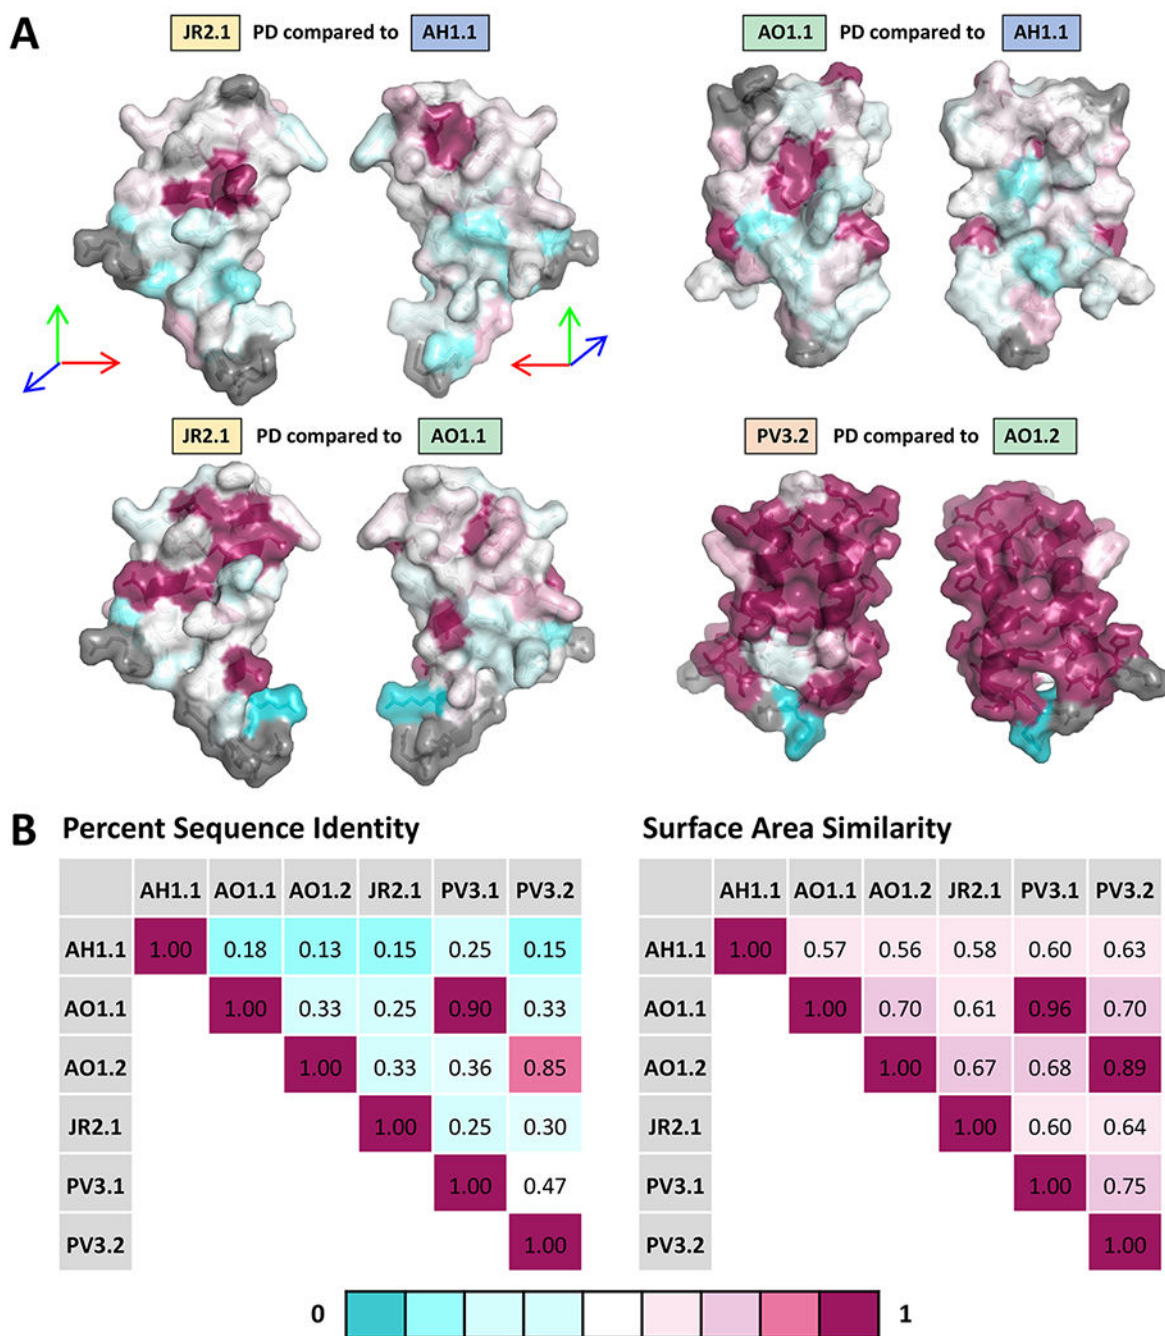 A
JR2.1 PD compared to AH1.1
AO1.1 PD compared to AH1.1
JR2.1 PD compared to AO1.1
PV3.2 PD compared to AO1.2
B
Percent Sequence Identity
AH1.1 AO1.1 AO1.2 JR2.1 PV3.1 PV3.2
AH1.1 1.00 0.18 0.13 0.15 0.25 0.15
AO1.1 1.00 0.33 0.25 0.90 0.33
AO1.2 1.00 0.33 0.36 0.85
JR2.1 1.00 0.25 0.30
PV3.1 1.00 0.47
PV3.2 1.00
Surface Area Similarity
AH1.1 AO1.1 AO1.2 JR2.1 PV3.1 PV3.2
AH1.1 1.00 0.57 0.56 0.58 0.60 0.63
AO1.1 1.00 0.70 0.61 0.96 0.70
AO1.2 1.00 0.67 0.68 0.89
JR2.1 1.00 0.60 0.64
PV3.1 1.00 0.75
PV3.2 1.00
0 1